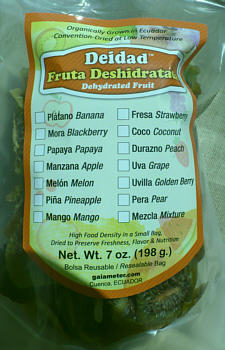 Organically Grown in Ecuador
Convention Dried at Low Temperature
Deidad
Fruta Deshidratada
Dehydrated Fruit
Plátano Banana
Mora Blackberry
Papaya Papaya
Manzana Apple
Melón Melon
Piña Pineapple
Mango Mango
Fresa Strawberry
Coco Coconut
Durazno Peach
Uva Grape
Uvilla Golden Berry
Pera Pear
Mezcla Mixture
High Food Density in a Small Bag,
Dried to Preserve Freshness, Flavor & Nutrition
Net. Wt. 7 oz. (198 g.)
Bolsa Reusable / Resealable Bag
gaiameter.com
Cuenca, ECUADOR